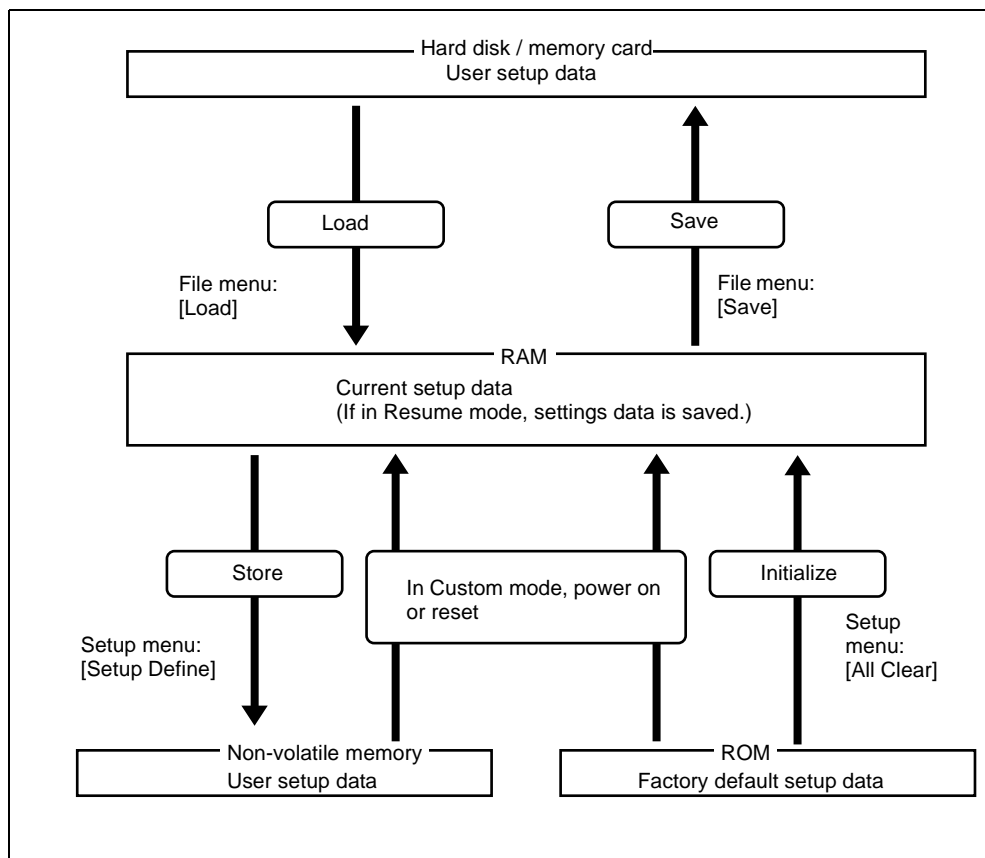 Hard disk / memory card
User setup data
Load
Save
File menu:
[Load]
File menu:
[Save]
RAM
Current setup data
(If in Resume mode, settings data is saved.)
Store
In Custom mode, power on
or reset
Initialize
Setup menu:
[Setup Define]
Setup
menu:
[All Clear]
Non-volatile memory
User setup data
ROM
Factory default setup data